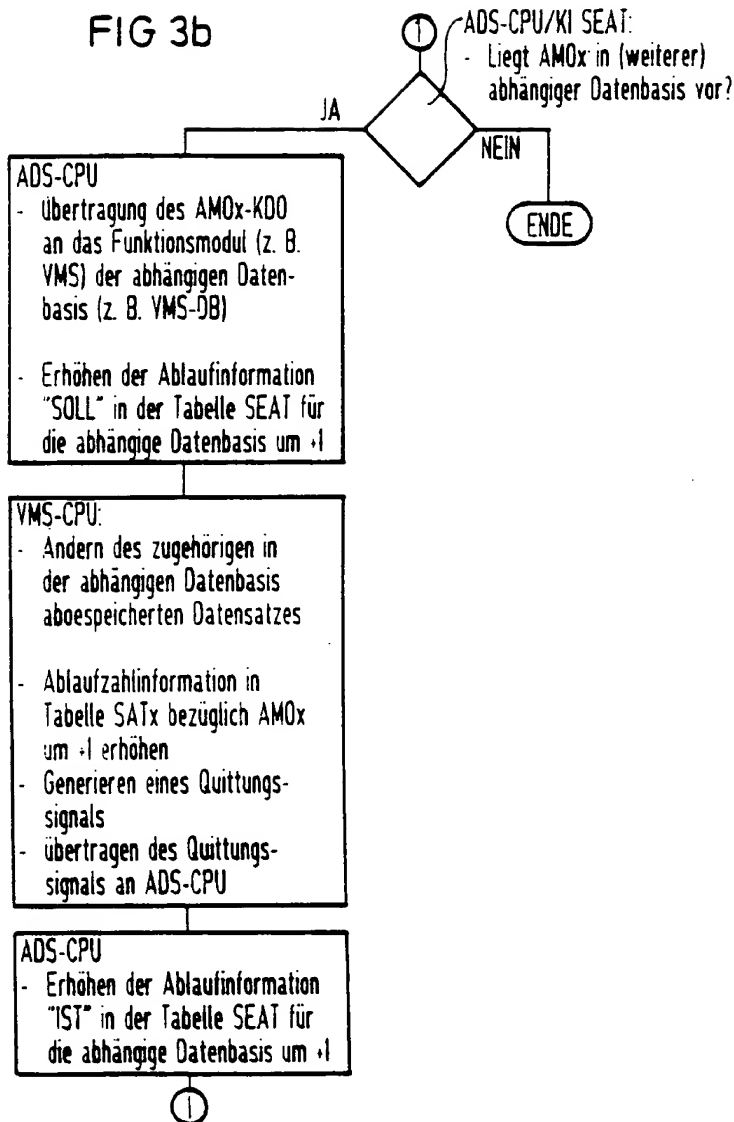 FIG 3b
1
ADS-CPU/KI SEAT:
- Liegt AMOx in (weiterer)
abhängiger Datenbasis vor?
JA
NEIN
ENDE
ADS-CPU
- übertragung des AMOx-KDO
an das Funktionsmodul (z. B.
VMS) der abhängigen Daten-
basis (z. B. VMS-DB)
- Erhöhen der Ablaufinformation
"SOLL" in der Tabelle SEAT für
die abhängige Datenbasis um +1
VMS-CPU:
- Andern des zugehörigen in
der abhängigen Datenbasis
aboespeicherten Datensatzes
- Ablaufzahlinformation in
Tabelle SATx bezüglich AMOx
um +1 erhöhen
- Generieren eines Quittungs-
signals
- übertragen des Quittungs-
signals an ADS-CPU
ADS-CPU
- Erhöhen der Ablaufinformation
"IST" in der Tabelle SEAT für
die abhängige Datenbasis um +1
1